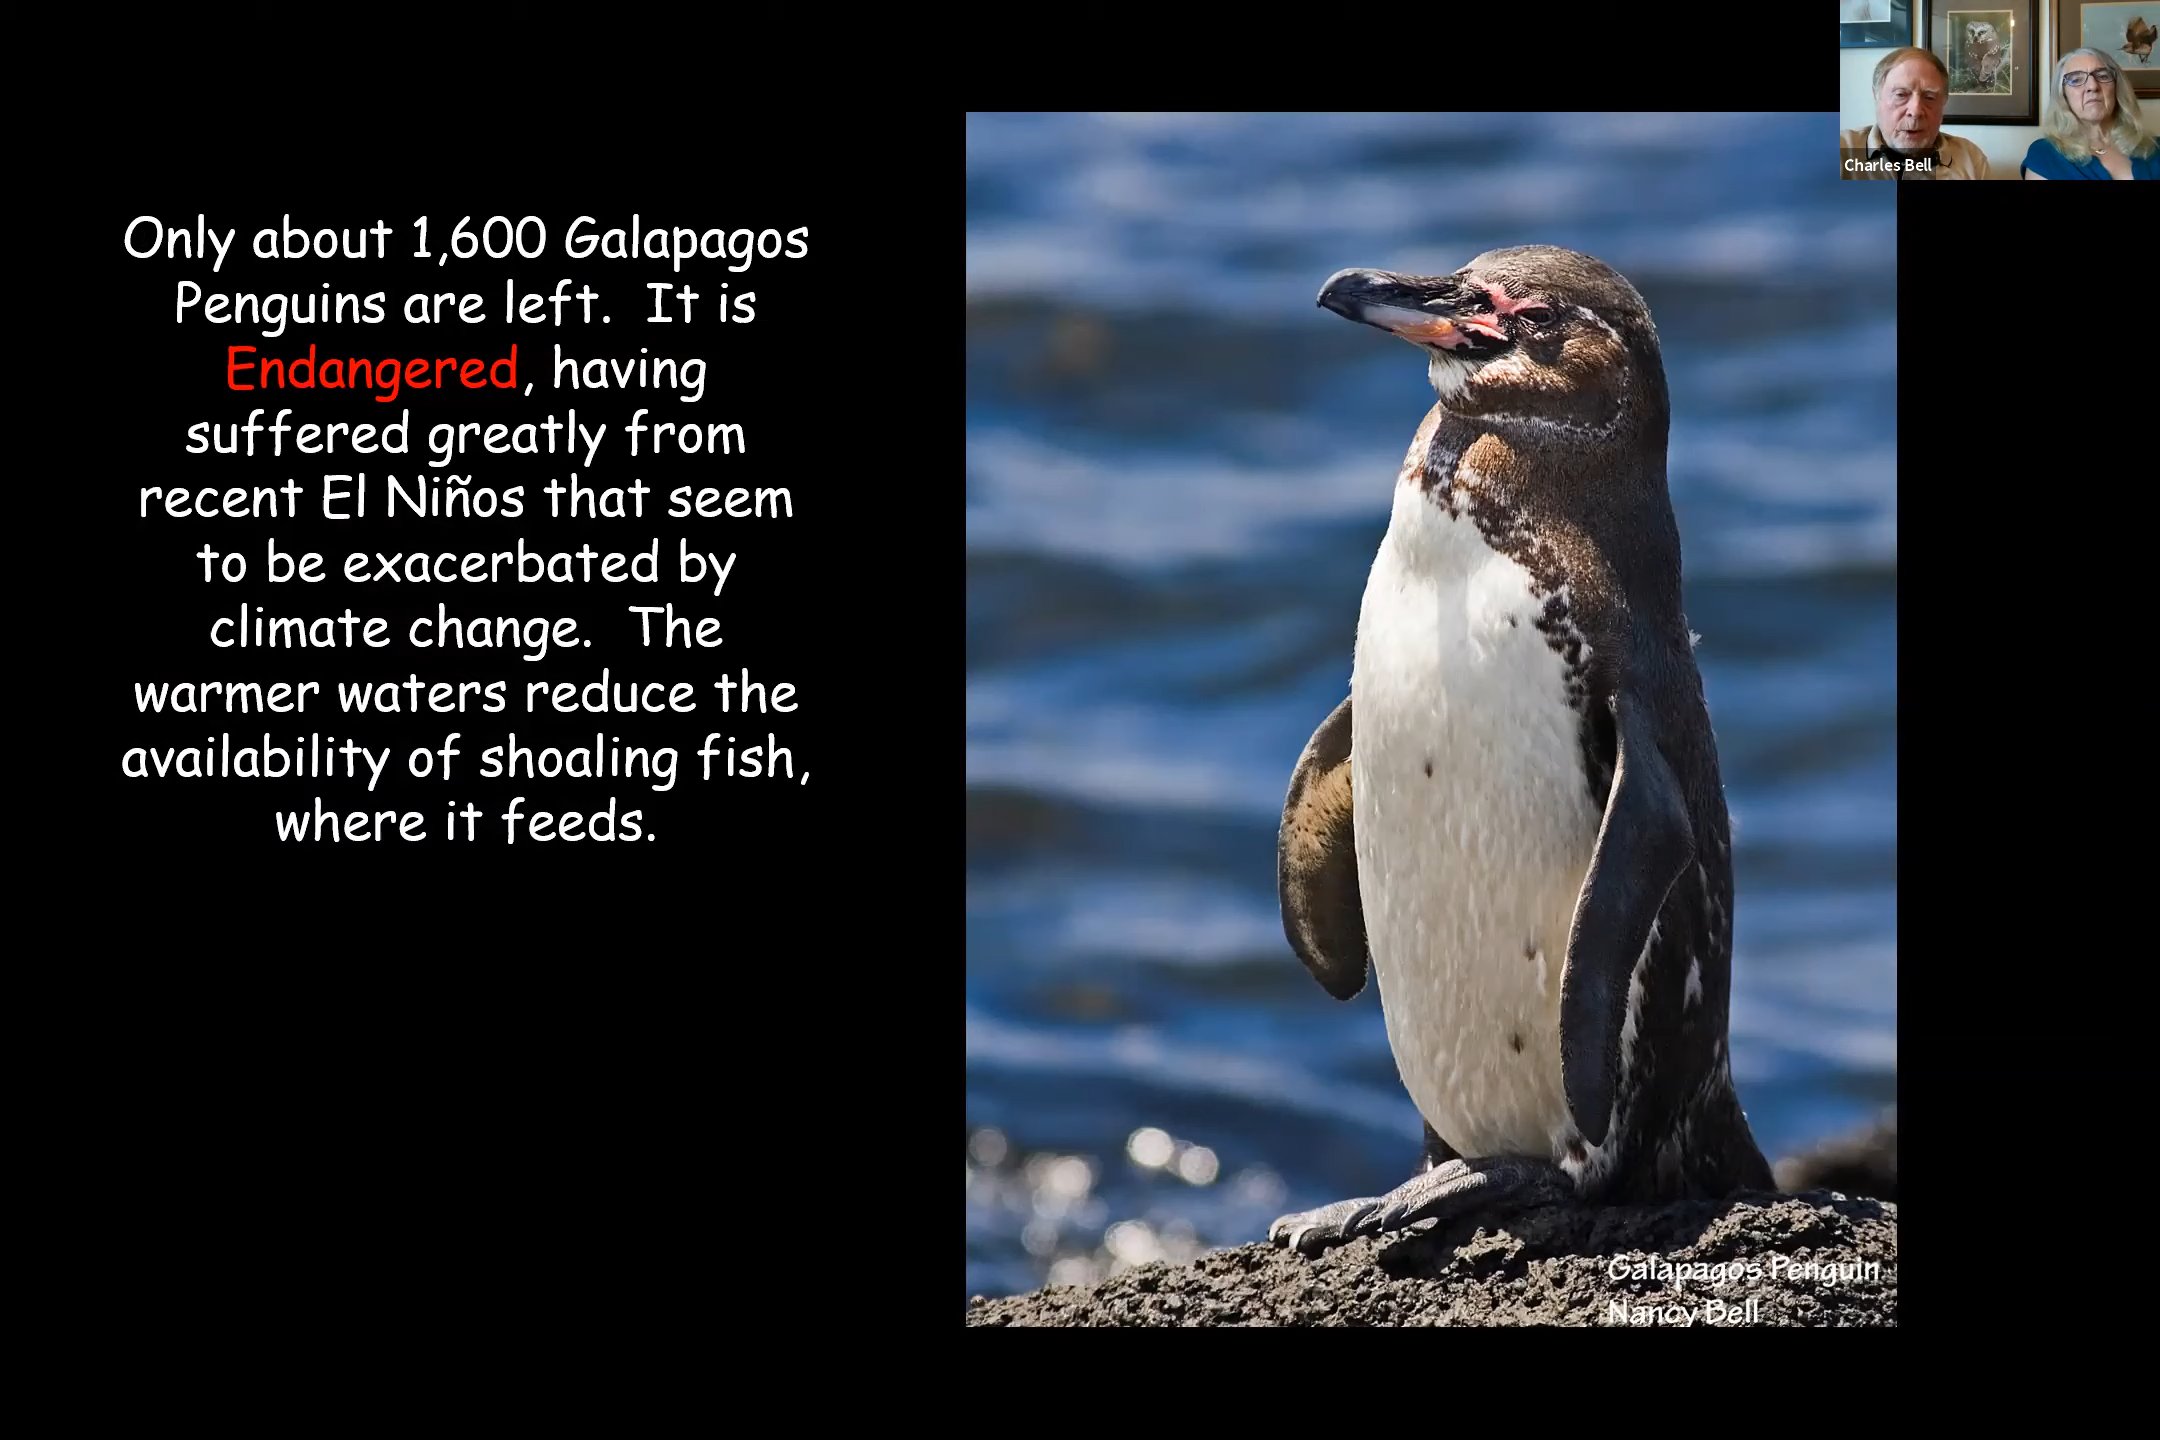 Only about 1,600 Galapagos
Penguins are left.  It is
Endangered, having
suffered greatly from
recent El Niños that seem
to be exacerbated by
climate change.  The
warmer waters reduce the
availability of shoaling fish,
where it feeds.
Charles Bell
Galapagos Penguin
Nancy Bell